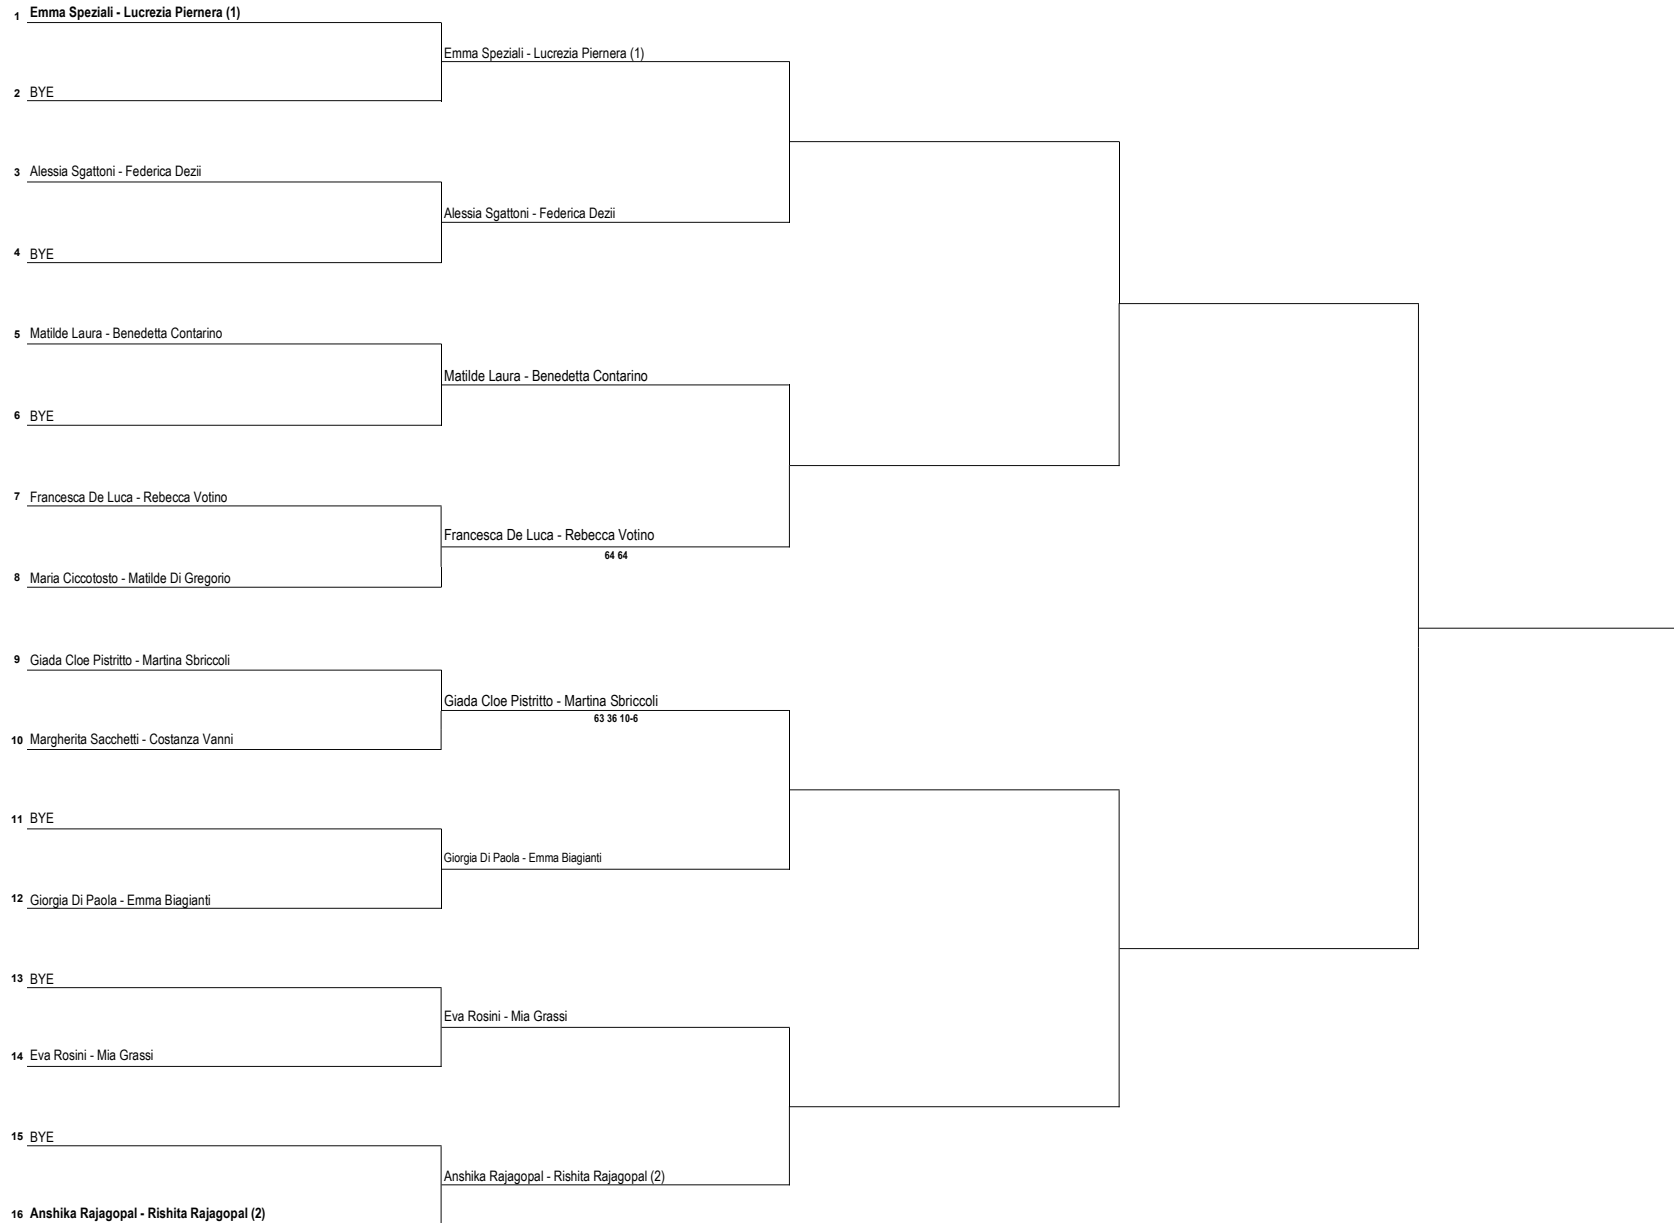 1 Emma Speziali - Lucrezia Piernera (1)
Emma Speziali - Lucrezia Piernera (1)
2 BYE
3 Alessia Sgattoni - Federica Dezii
Alessia Sgattoni - Federica Dezii
4 BYE
5 Matilde Laura - Benedetta Contarino
Matilde Laura - Benedetta Contarino
6 BYE
7 Francesca De Luca - Rebecca Votino
Francesca De Luca - Rebecca Votino
64 64
8 Maria Ciccotosto - Matilde Di Gregorio
9 Giada Cloe Pistritto - Martina Sbriccoli
Giada Cloe Pistritto - Martina Sbriccoli
63 36 10-6
10 Margherita Sacchetti - Costanza Vanni
11 BYE
Giorgia Di Paola - Emma Biagianti
12 Giorgia Di Paola - Emma Biagianti
13 BYE
Eva Rosini - Mia Grassi
14 Eva Rosini - Mia Grassi
15 BYE
Anshika Rajagopal - Rishita Rajagopal (2)
16 Anshika Rajagopal - Rishita Rajagopal (2)